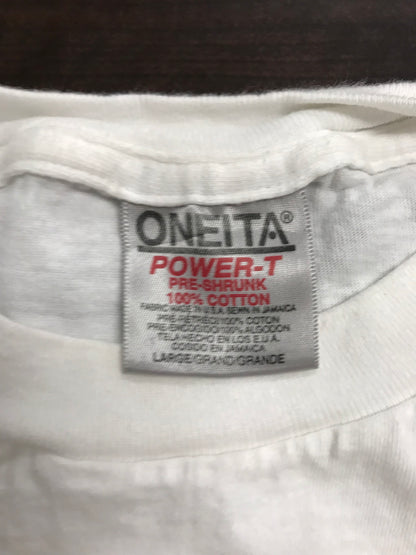 ONEITA®
POWER-T
PRE-SHRUNK
100% COTTON
FABRIC MADE IN U.S.A. SEWN IN JAMAICA
PRE-RETRECI/100% COTON
PRE-ENCOGIDO/100% ALGODON
TELA HECHO EN LOS E.U.A.
COSIDO EN JAMAICA
LARGE/GRAND/GRANDE